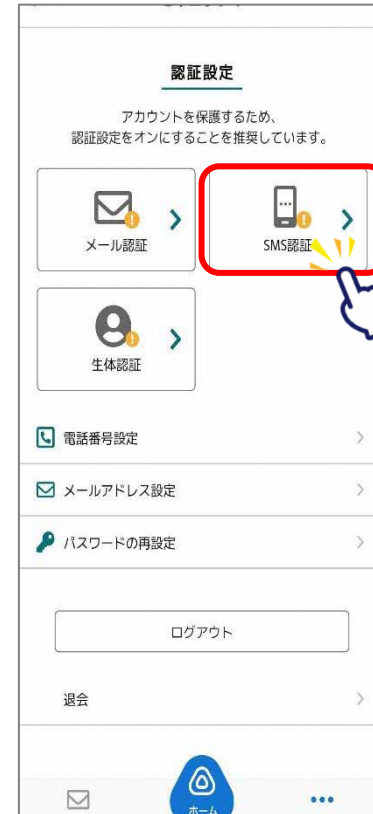 認証設定
アカウントを保護するため、
認証設定をオンにすることを推奨しています。
メール認証
SMS認証
生体認証
電話番号設定
メールアドレス設定
パスワードの再設定
ログアウト
退会
ホーム